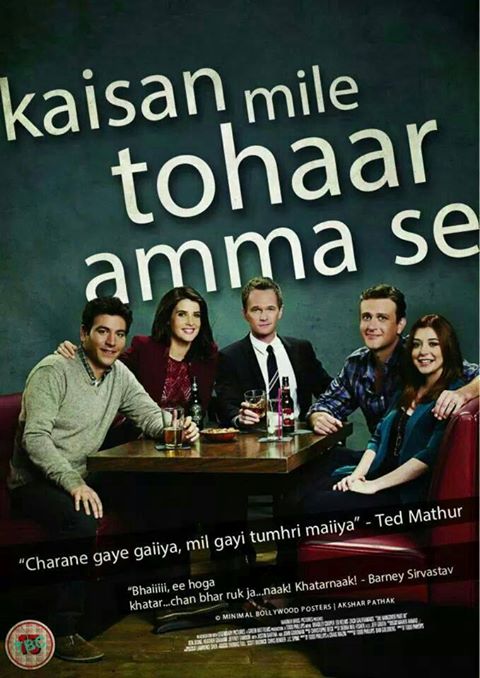 kaisan mile
tohaar
amma se
“Charane gaye gaiiya, mil gayi tumhri maiiya” - Ted Mathur
“Bhaiiiii, ee hoga
khatar...chan bhar ruk ja...naak! Khatarnaak! - Barney Sirvastav
© MINIMAL BOLLYWOOD POSTERS | AKSHAR PATHAK